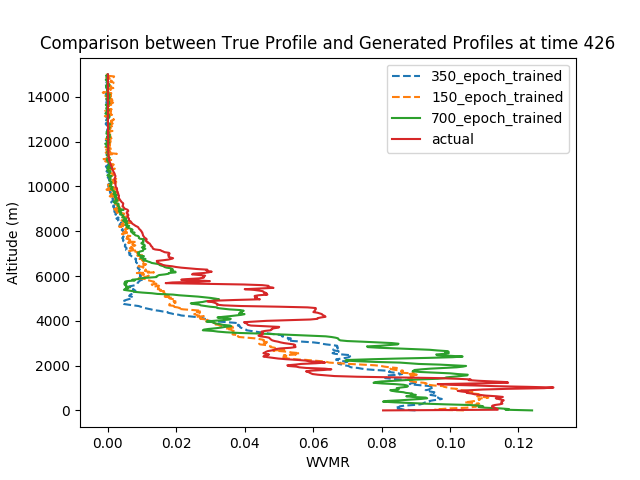 Comparison between True Profile and Generated Profiles at time 426
350_epoch_trained
150_epoch_trained
700_epoch_trained
actual
Altitude (m)
14000
12000
10000
8000
6000
4000
2000
0
0.00 0.02 0.04 0.06 0.08 0.10 0.12
WVMR